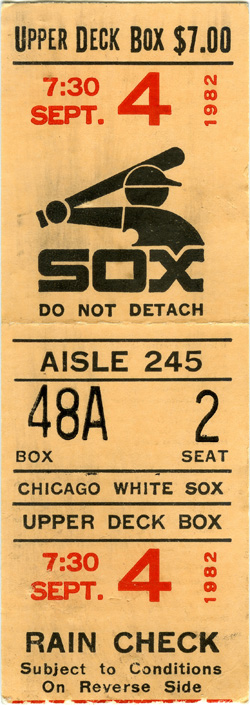 UPPER DECK BOX $7.00
7:30
SEPT. 4 1982
SOX
DO NOT DETACH
AISLE 245
48A 2
BOX SEAT
CHICAGO WHITE SOX
UPPER DECK BOX
7:30
SEPT. 4 1982
RAIN CHECK
Subject to Conditions
On Reverse Side